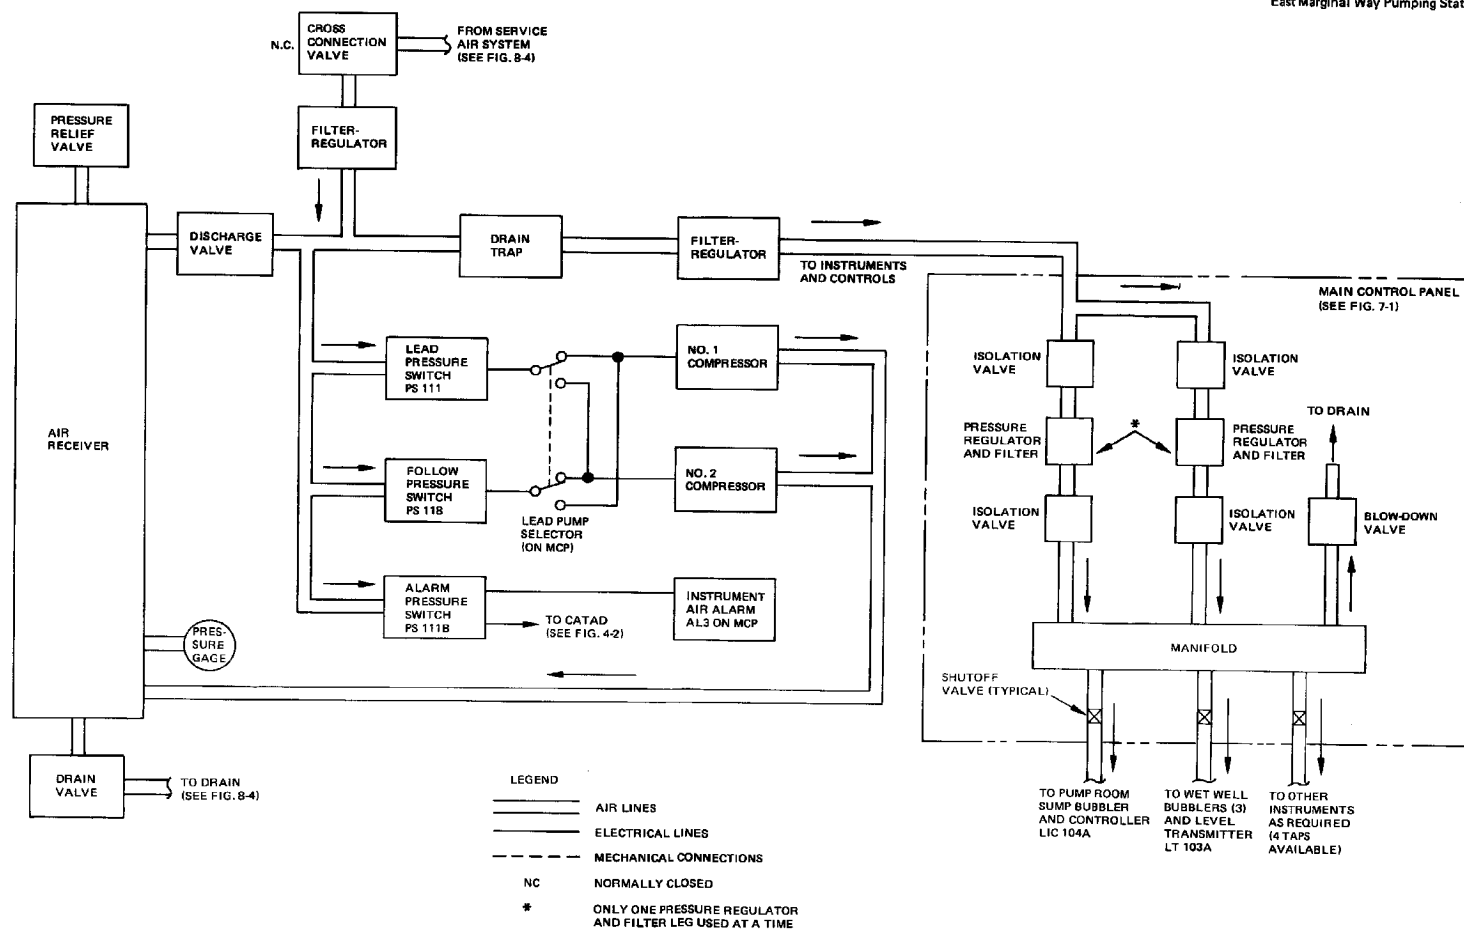 East Marginal Way Pumping Stat
N.C.
CROSS
CONNECTION
VALVE
FROM SERVICE
AIR SYSTEM
(SEE FIG. 8-4)
PRESSURE
RELIEF
VALVE
FILTER-
REGULATOR
DISCHARGE
VALVE
DRAIN
TRAP
FILTER-
REGULATOR
TO INSTRUMENTS
AND CONTROLS
MAIN CONTROL PANEL
(SEE FIG. 7-1)
AIR
RECEIVER
LEAD
PRESSURE
SWITCH
PS 111
NO. 1
COMPRESSOR
FOLLOW
PRESSURE
SWITCH
PS 118
NO. 2
COMPRESSOR
LEAD PUMP
SELECTOR
(ON MCP)
ALARM
PRESSURE
SWITCH
PS 111B
TO CATAD
(SEE FIG. 4-2)
INSTRUMENT
AIR ALARM
AL3 ON MCP
PRES-
SURE
GAGE
DRAIN
VALVE
TO DRAIN
(SEE FIG. 8-4)
ISOLATION
VALVE
ISOLATION
VALVE
PRESSURE
REGULATOR
AND FILTER
*
PRESSURE
REGULATOR
AND FILTER
TO DRAIN
ISOLATION
VALVE
ISOLATION
VALVE
BLOW-DOWN
VALVE
MANIFOLD
SHUTOFF
VALVE (TYPICAL)
TO PUMP ROOM
SUMP BUBBLER
AND CONTROLLER
LIC 104A
TO WET WELL
BUBBLERS (3)
AND LEVEL
TRANSMITTER
LT 103A
TO OTHER
INSTRUMENTS
AS REQUIRED
(4 TAPS
AVAILABLE)
LEGEND
AIR LINES
ELECTRICAL LINES
MECHANICAL CONNECTIONS
NC NORMALLY CLOSED
* ONLY ONE PRESSURE REGULATOR
AND FILTER LEG USED AT A TIME